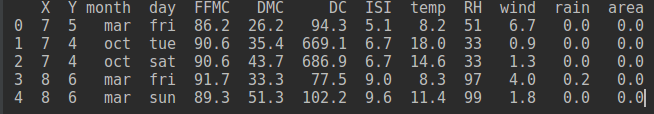 X Y month day FFMC DMC DC ISI temp RH wind rain area
0 7 5 mar fri 86.2 26.2 94.3 5.1 8.2 51 6.7 0.0 0.0
1 7 4 oct tue 90.6 35.4 669.1 6.7 18.0 33 0.9 0.0 0.0
2 7 4 oct sat 90.6 43.7 686.9 6.7 14.6 33 1.3 0.0 0.0
3 8 6 mar fri 91.7 33.3 77.5 9.0 8.3 97 4.0 0.2 0.0
4 8 6 mar sun 89.3 51.3 102.2 9.6 11.4 99 1.8 0.0 0.0